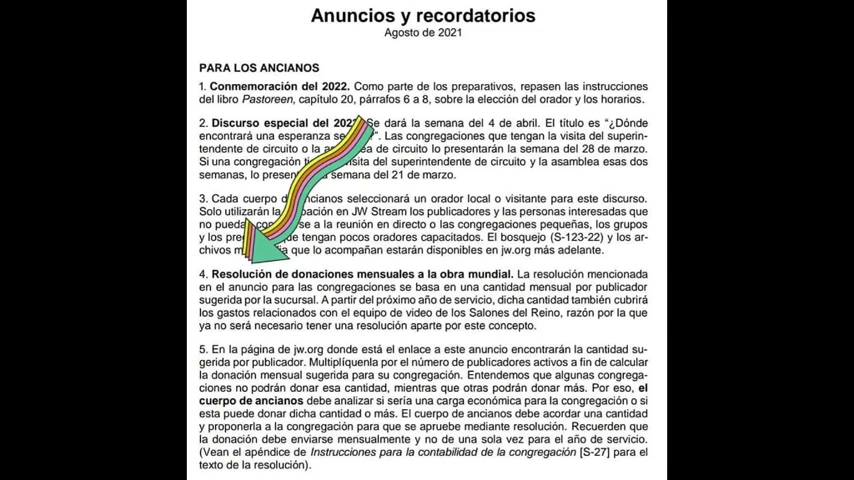 Anuncios y recordatorios
Agosto de 2021
PARA LOS ANCIANOS
1. Conmemoración del 2022. Como parte de los preparativos, repasen las instrucciones
del libro Pastoreen, capítulo 20, párrafos 6 a 8, sobre la elección del orador y los horarios.
2. Discurso especial del 202 Se dará la semana del 4 de abril. El título es “¿Dónde
encontrará una esperanza se ?”. Las congregaciones que tengan la visita del superin-
tendente de circuito o la a a de circuito lo presentarán la semana del 28 de marzo.
Si una congregación ti visita del superintendente de circuito y la asamblea esas dos
semanas, lo prese a semana del 21 de marzo.
3. Cada cuerpo d ncianos seleccionará un orador local o visitante para este discurso.
Solo utilizarán la bación en JW Stream los publicadores y las personas interesadas que
no pueda co se a la reunión en directo o las congregaciones pequeñas, los grupos
y los pre que tengan pocos oradores capacitados. El bosquejo (S-123-22) y los ar-
chivos m ia que lo acompañan estarán disponibles en jw.org más adelante.
4. Resolución de donaciones mensuales a la obra mundial. La resolución mencionada
en el anuncio para las congregaciones se basa en una cantidad mensual por publicador
sugerida por la sucursal. A partir del próximo año de servicio, dicha cantidad también cubrirá
los gastos relacionados con el equipo de video de los Salones del Reino, razón por la que
ya no será necesario tener una resolución aparte por este concepto.
5. En la página de jw.org donde está el enlace a este anuncio encontrarán la cantidad su-
gerida por publicador. Multiplíquenla por el número de publicadores activos a fin de calcular
la donación mensual sugerida para su congregación. Entendemos que algunas congrega-
ciones no podrán donar esa cantidad, mientras que otras podrán donar más. Por eso, el
cuerpo de ancianos debe analizar si sería una carga económica para la congregación o si
esta puede donar dicha cantidad o más. El cuerpo de ancianos debe acordar una cantidad
y proponerla a la congregación para que se apruebe mediante resolución. Recuerden que
la donación debe enviarse mensualmente y no de una sola vez para el año de servicio.
(Vean el apéndice de Instrucciones para la contabilidad de la congregación [S-27] para el
texto de la resolución).